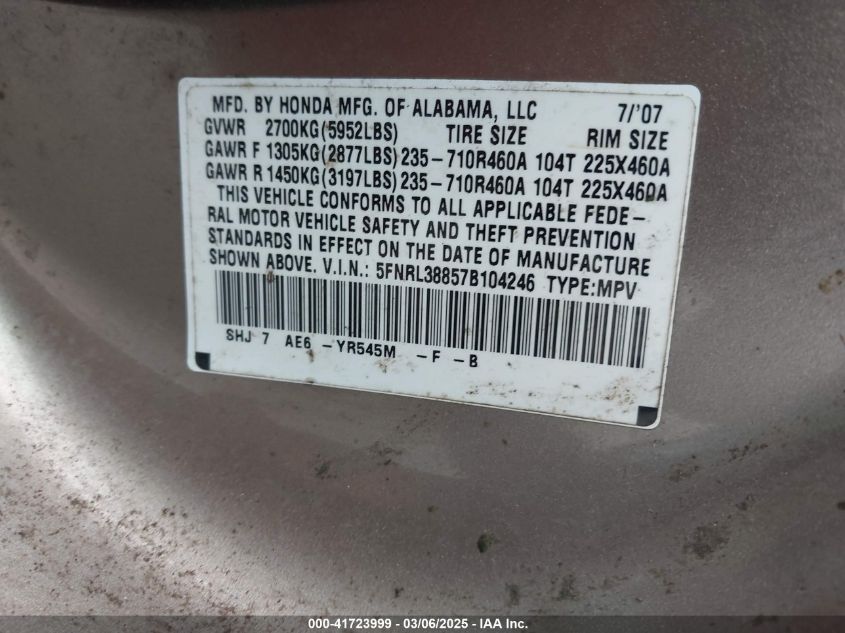 MFD. BY HONDA MFG. OF ALABAMA, LLC 7/'07
GVWR 2700KG(5952LBS) TIRE SIZE RIM SIZE
GAWR F 1305KG(2877LBS) 235-710R460A 104T 225X460A
GAWR R 1450KG(3197LBS) 235-710R460A 104T 225X460A
THIS VEHICLE CONFORMS TO ALL APPLICABLE FEDE-
RAL MOTOR VEHICLE SAFETY AND THEFT PREVENTION
STANDARDS IN EFFECT ON THE DATE OF MANUFACTURE
SHOWN ABOVE. V.I.N.: 5FNRL38857B104246 TYPE:MPV
SHJ 7 AE6 -YR545M -F -B
000-41723999 - 03/06/2025 - IAA Inc.